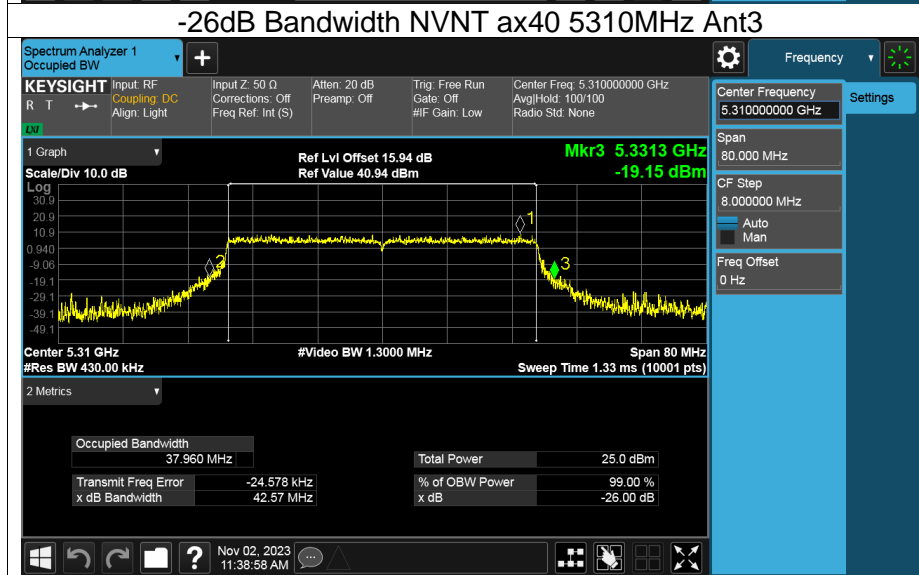 -26dB Bandwidth NVNT ax40 5310MHz Ant3
Spectrum Analyzer 1
Occupied BW
+
Frequency
KEYSIGHT
R T
LXI
Input: RF
Coupling: DC
Align: Light
Input Z: 50 Ω
Corrections: Off
Freq Ref: Int (S)
Atten: 20 dB
Preamp: Off
Trig: Free Run
Gate: Off
#IF Gain: Low
Center Freq: 5.310000000 GHz
Avg|Hold: 100/100
Radio Std: None
Center Frequency
5.310000000 GHz
Settings
Span
80.000 MHz
CF Step
8.000000 MHz
Auto
Man
Freq Offset
0 Hz
1 Graph
Scale/Div 10.0 dB
Ref Lvl Offset 15.94 dB
Ref Value 40.94 dBm
Mkr3 5.3313 GHz
-19.15 dBm
Log
30.9
20.9
10.9
0.940
-9.06
-19.1
-29.1
-39.1
-49.1
1
2
3
Center 5.31 GHz
#Video BW 1.3000 MHz
Span 80 MHz
#Res BW 430.00 kHz
Sweep Time 1.33 ms (10001 pts)
2 Metrics
Occupied Bandwidth
37.960 MHz
Total Power 25.0 dBm
Transmit Freq Error -24.578 kHz
% of OBW Power 99.00 %
x dB Bandwidth 42.57 MHz
x dB -26.00 dB
?
Nov 02, 2023
11:38:58 AM